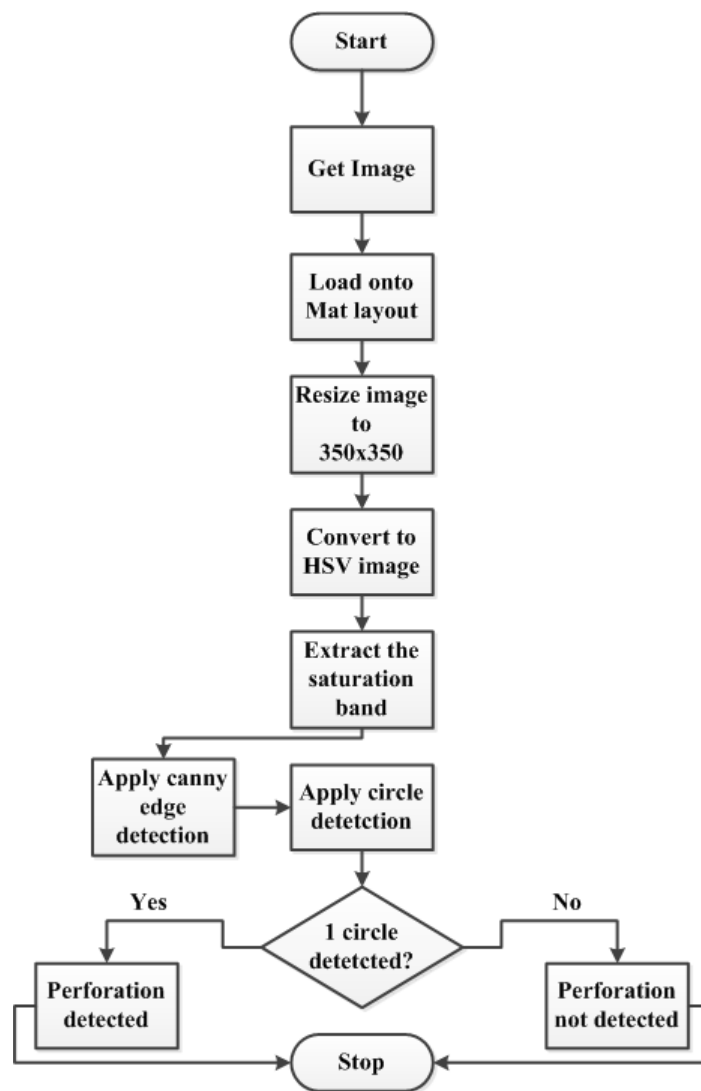 Start
Get Image
Load onto
Mat layout
Resize image
to
350x350
Convert to
HSV image
Extract the
saturation
band
Apply canny
edge
detection
Apply circle
detetction
Yes
No
1 circle
detetcted?
Perforation
detected
Perforation
not detected
Stop